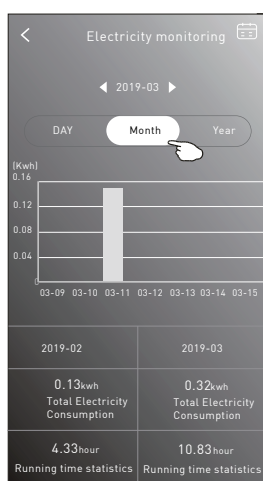 Electricity monitoring
2019-03
DAY Month Year
(Kwh)
0.16
0.12
0.08
0.04
0
03-09 03-10 03-11 03-12 03-13 03-14 03-15
2019-02 2019-03
0.13kwh 0.32kwh
Total Electricity Total Electricity
Consumption Consumption
4.33hour 10.83hour
Running time statistics Running time statistics